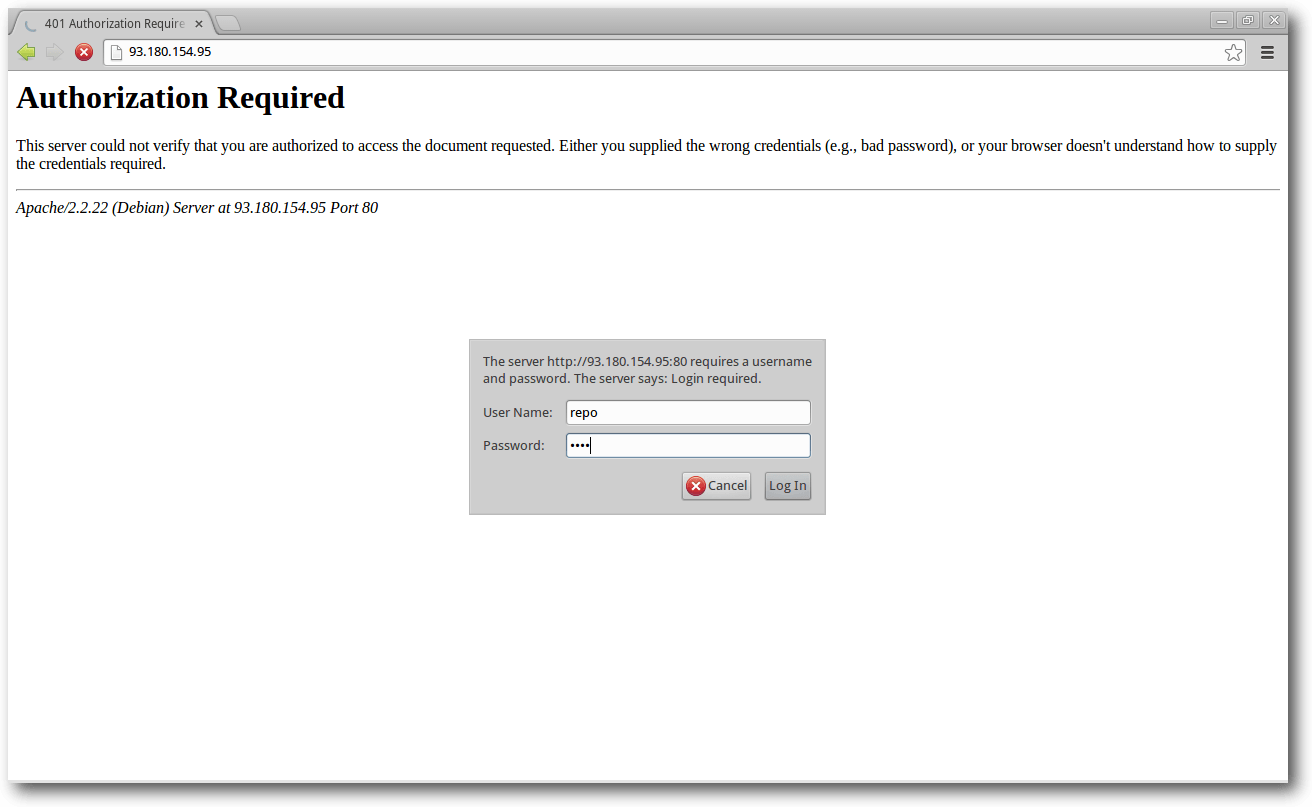 401 Authorization Require
93.180.154.95
Authorization Required
This server could not verify that you are authorized to access the document requested. Either you supplied the wrong credentials (e.g., bad password), or your browser doesn't understand how to supply
the credentials required.
Apache/2.2.22 (Debian) Server at 93.180.154.95 Port 80
The server http://93.180.154.95:80 requires a username
and password. The server says: Login required.
User Name: repo
Password: ••••
Cancel Log In